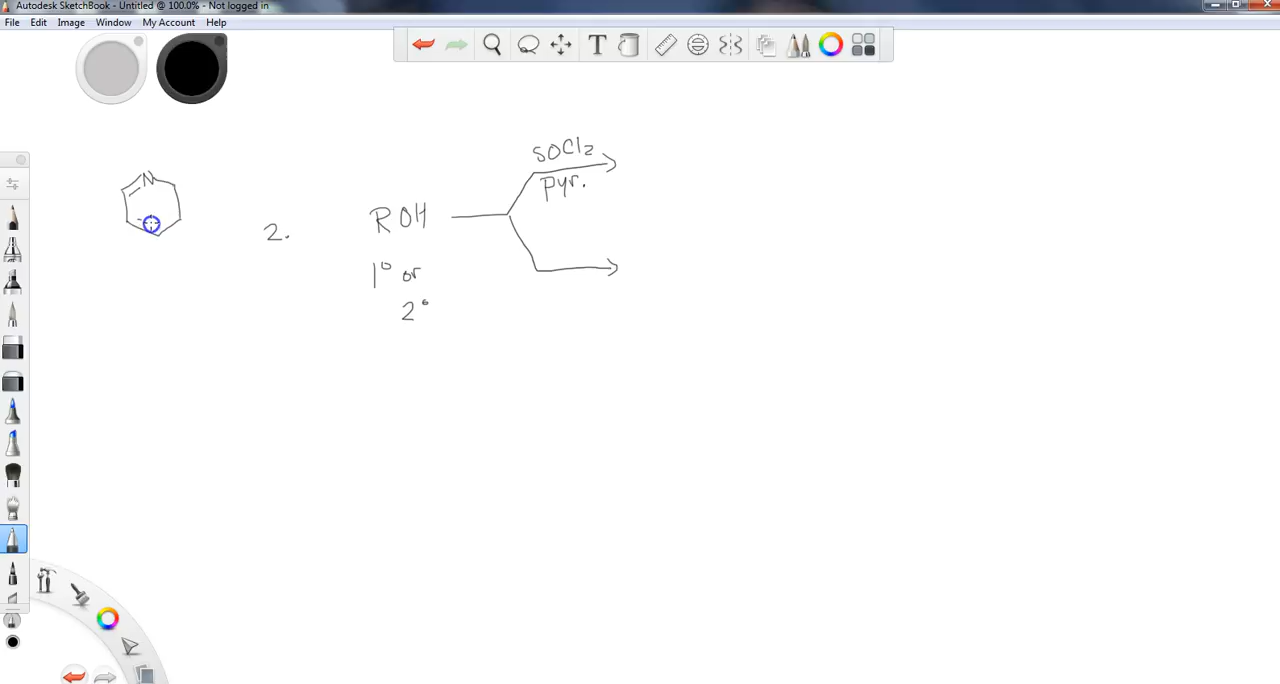 Autodesk SketchBook - Untitled @ 100.0% - Not logged in
File Edit Image Window My Account Help
SOCl2
pyr.
N
2. ROH
1° or
2°